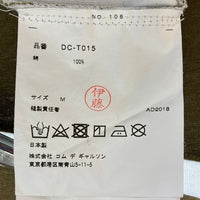 NO. 106
品番 DC-T015
綿 100%
サイズ M
縫製責任者 伊藤 AD2018
日本製
株式会社 コム デ ギャルソン
東京都港区南青山5-11-5